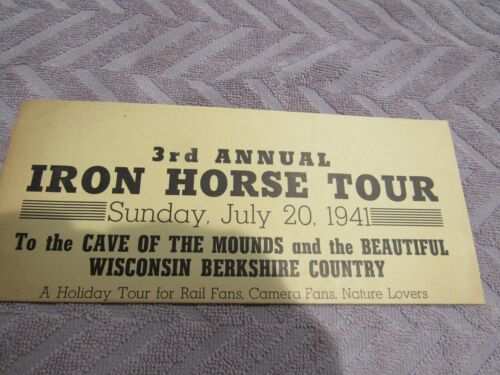 3rd ANNUAL
IRON HORSE TOUR
Sunday, July 20, 1941
To the CAVE OF THE MOUNDS and the BEAUTIFUL
WISCONSIN BERKSHIRE COUNTRY
A Holiday Tour for Rail Fans, Camera Fans, Nature Lovers